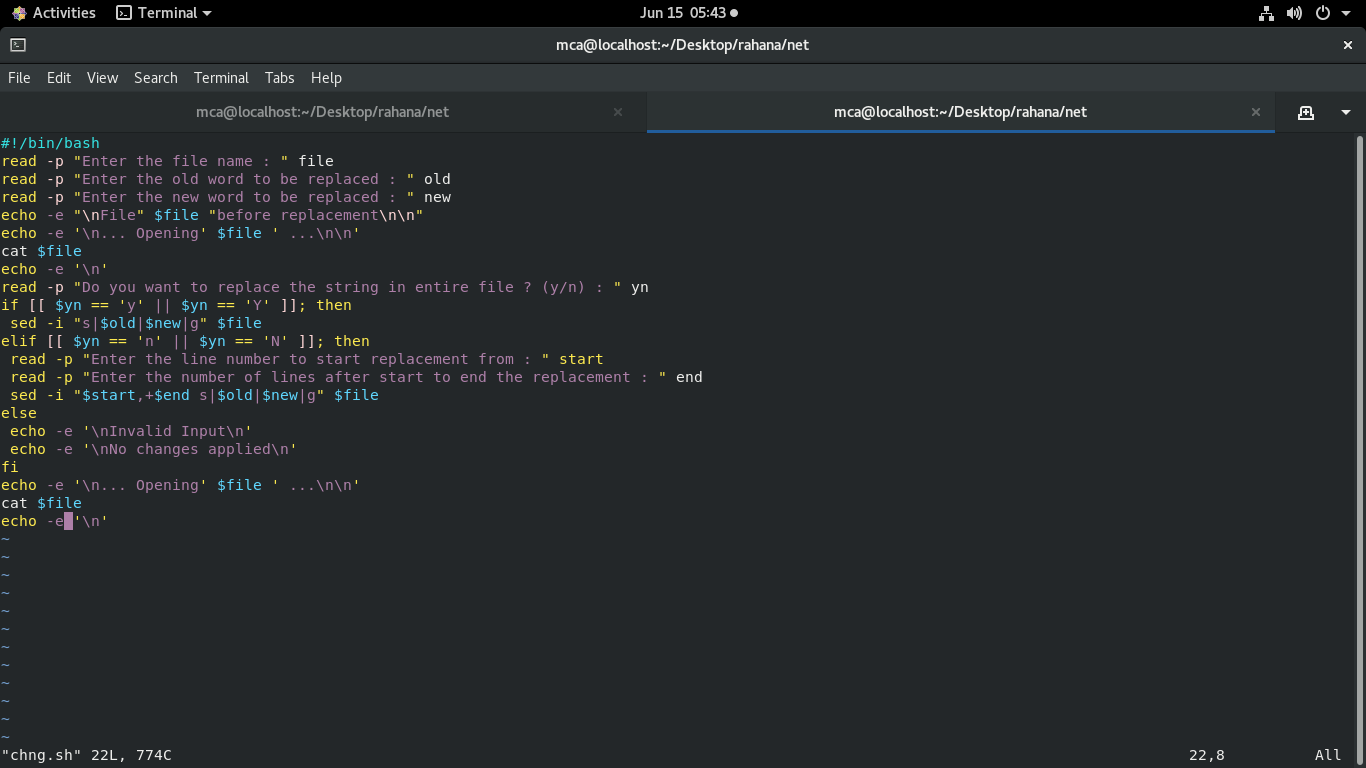 Activities Terminal Jun 15 05:43
mca@localhost:~/Desktop/rahana/net
File Edit View Search Terminal Tabs Help
mca@localhost:~/Desktop/rahana/net mca@localhost:~/Desktop/rahana/net
#!/bin/bash
read -p "Enter the file name : " file
read -p "Enter the old word to be replaced : " old
read -p "Enter the new word to be replaced : " new
echo -e "\nFile" $file "before replacement\n\n"
echo -e '\n... Opening' $file ' ...\n\n'
cat $file
echo -e '\n'
read -p "Do you want to replace the string in entire file ? (y/n) : " yn
if [[ $yn == 'y' || $yn == 'Y' ]]; then
 sed -i "s|$old|$new|g" $file
elif [[ $yn == 'n' || $yn == 'N' ]]; then
 read -p "Enter the line number to start replacement from : " start
 read -p "Enter the number of lines after start to end the replacement : " end
 sed -i "$start,+$end s|$old|$new|g" $file
else
 echo -e '\nInvalid Input\n'
 echo -e '\nNo changes applied\n'
fi
echo -e '\n... Opening' $file ' ...\n\n'
cat $file
echo -e '\n'
~
~
~
~
~
~
~
~
~
~
~
~
"chng.sh" 22L, 774C 22,8 All